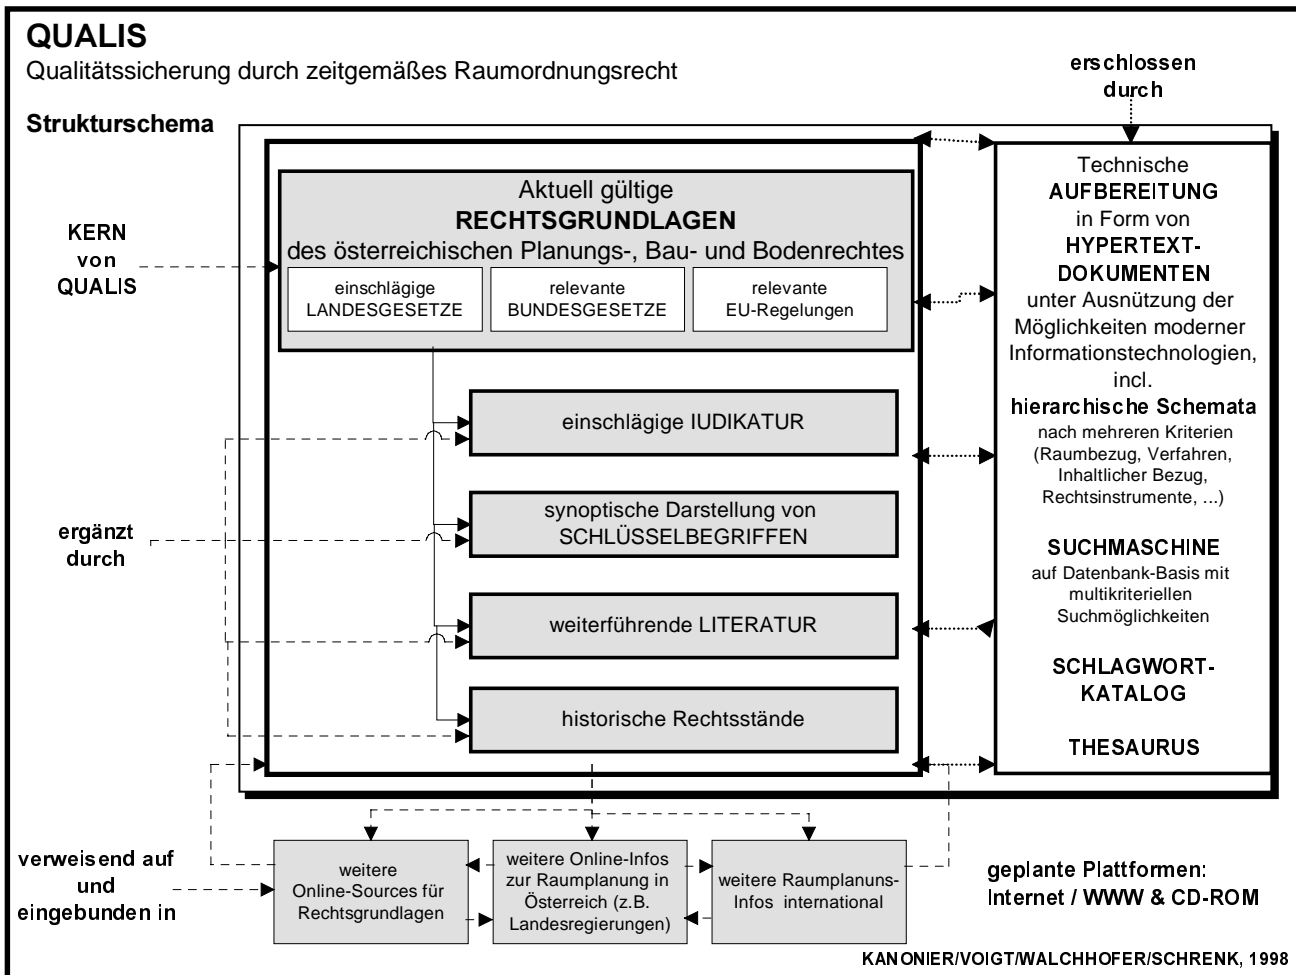 QUALIS
Qualitätssicherung durch zeitgemäßes Raumordnungsrecht
Strukturschema
erschlossen
durch
KERN
von
QUALIS
Aktuell gültige
RECHTSGRUNDLAGEN
des österreichischen Planungs-, Bau- und Bodenrechtes
einschlägige
LANDESGESETZE
relevante
BUNDESGESETZE
relevante
EU-Regelungen
ergänzt
durch
einschlägige IUDIKATUR
synoptische Darstellung von
SCHLÜSSELBEGRIFFEN
weiterführende LITERATUR
historische Rechtsstände
Technische
AUFBEREITUNG
in Form von
HYPERTEXT-
DOKUMENTEN
unter Ausnützung der
Möglichkeiten moderner
Informationstechnologien,
incl.
hierarchische Schemata
nach mehreren Kriterien
(Raumbezug, Verfahren,
Inhaltlicher Bezug,
Rechtsinstrumente, ...)
SUCHMASCHINE
auf Datenbank-Basis mit
multikriteriellen
Suchmöglichkeiten
SCHLAGWORT-
KATALOG
THESAURUS
verweisend auf
und
eingebunden in
weitere
Online-Sources für
Rechtsgrundlagen
weitere Online-Infos
zur Raumplanung in
Österreich (z.B.
Landesregierungen)
weitere Raumplanuns-
Infos international
geplante Plattformen:
Internet / WWW & CD-ROM
KANONIER/VOIGT/WALCHHOFER/SCHRENK, 1998